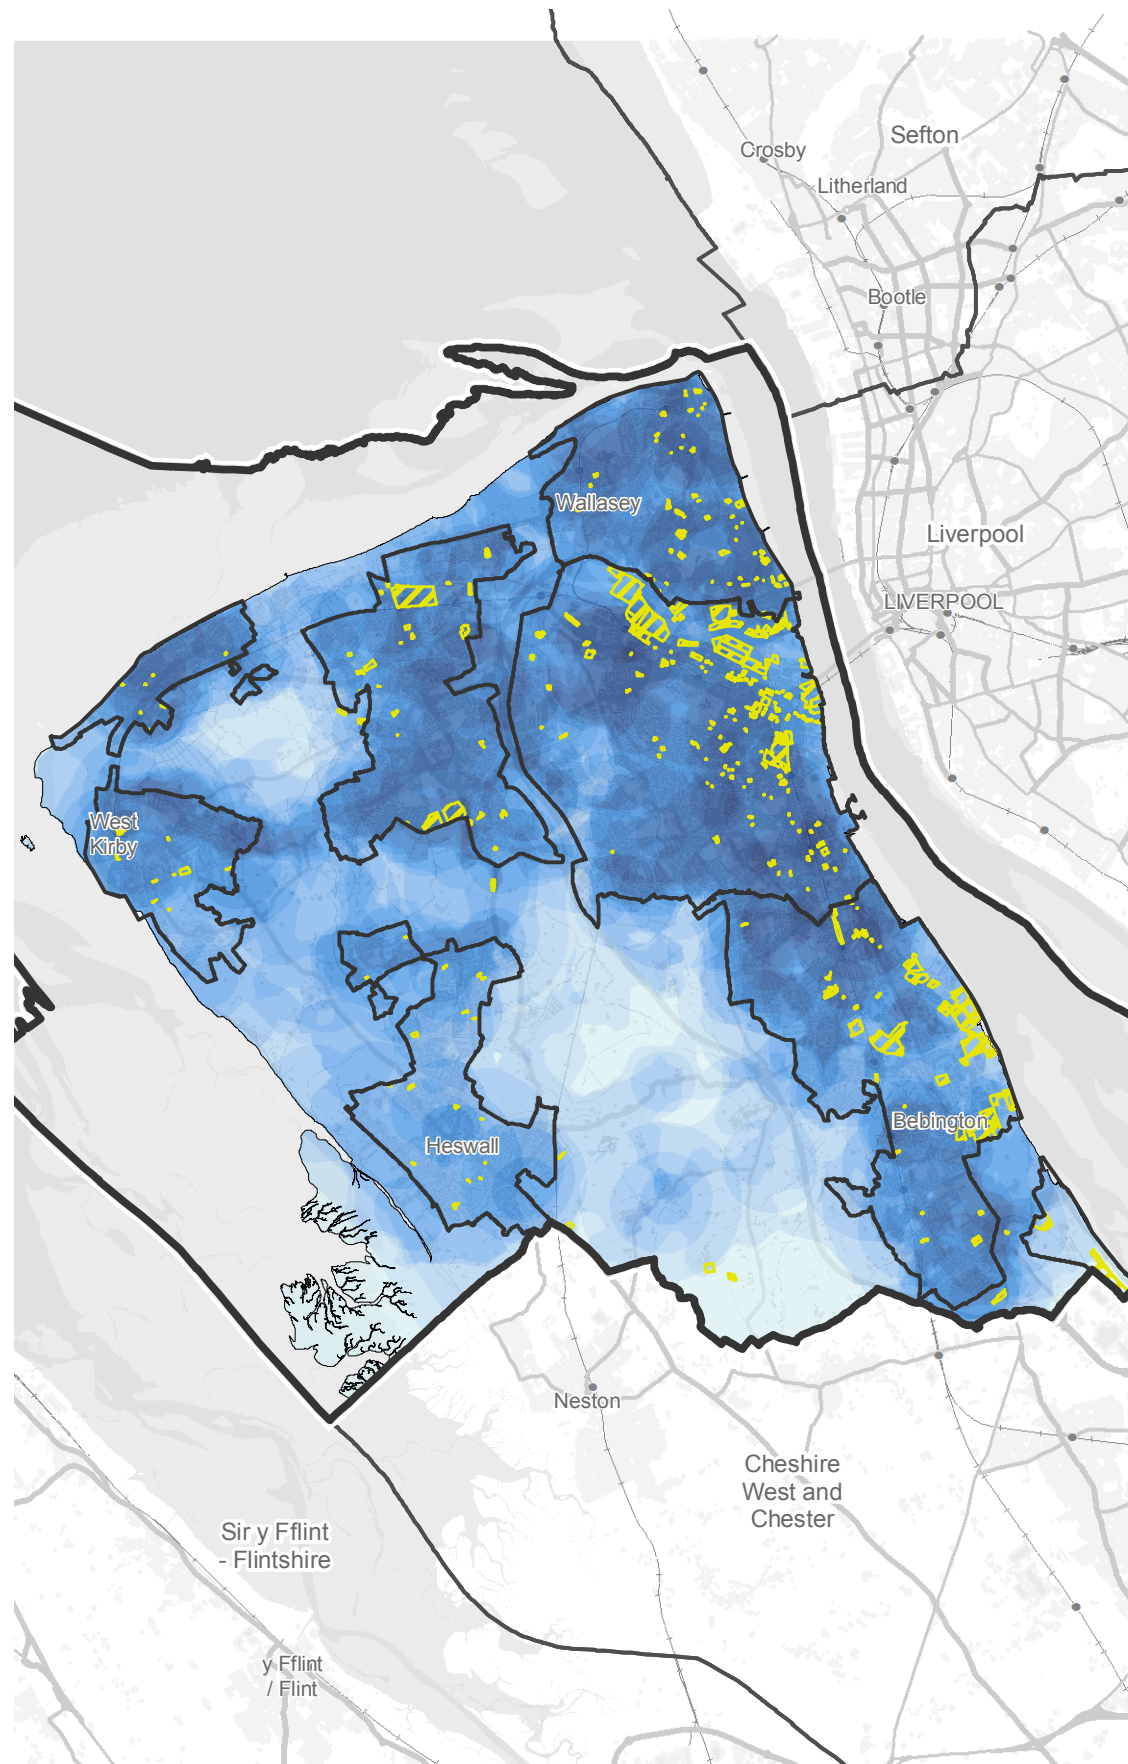 Sefton
Crosby
Litherland
Bootle
Wallasey
Liverpool
LIVERPOOL
West
Kirby
Bebington
Heswall
Neston
Cheshire
West and
Chester
Sir y Fflint
- Flintshire
y Fflint
/ Flint